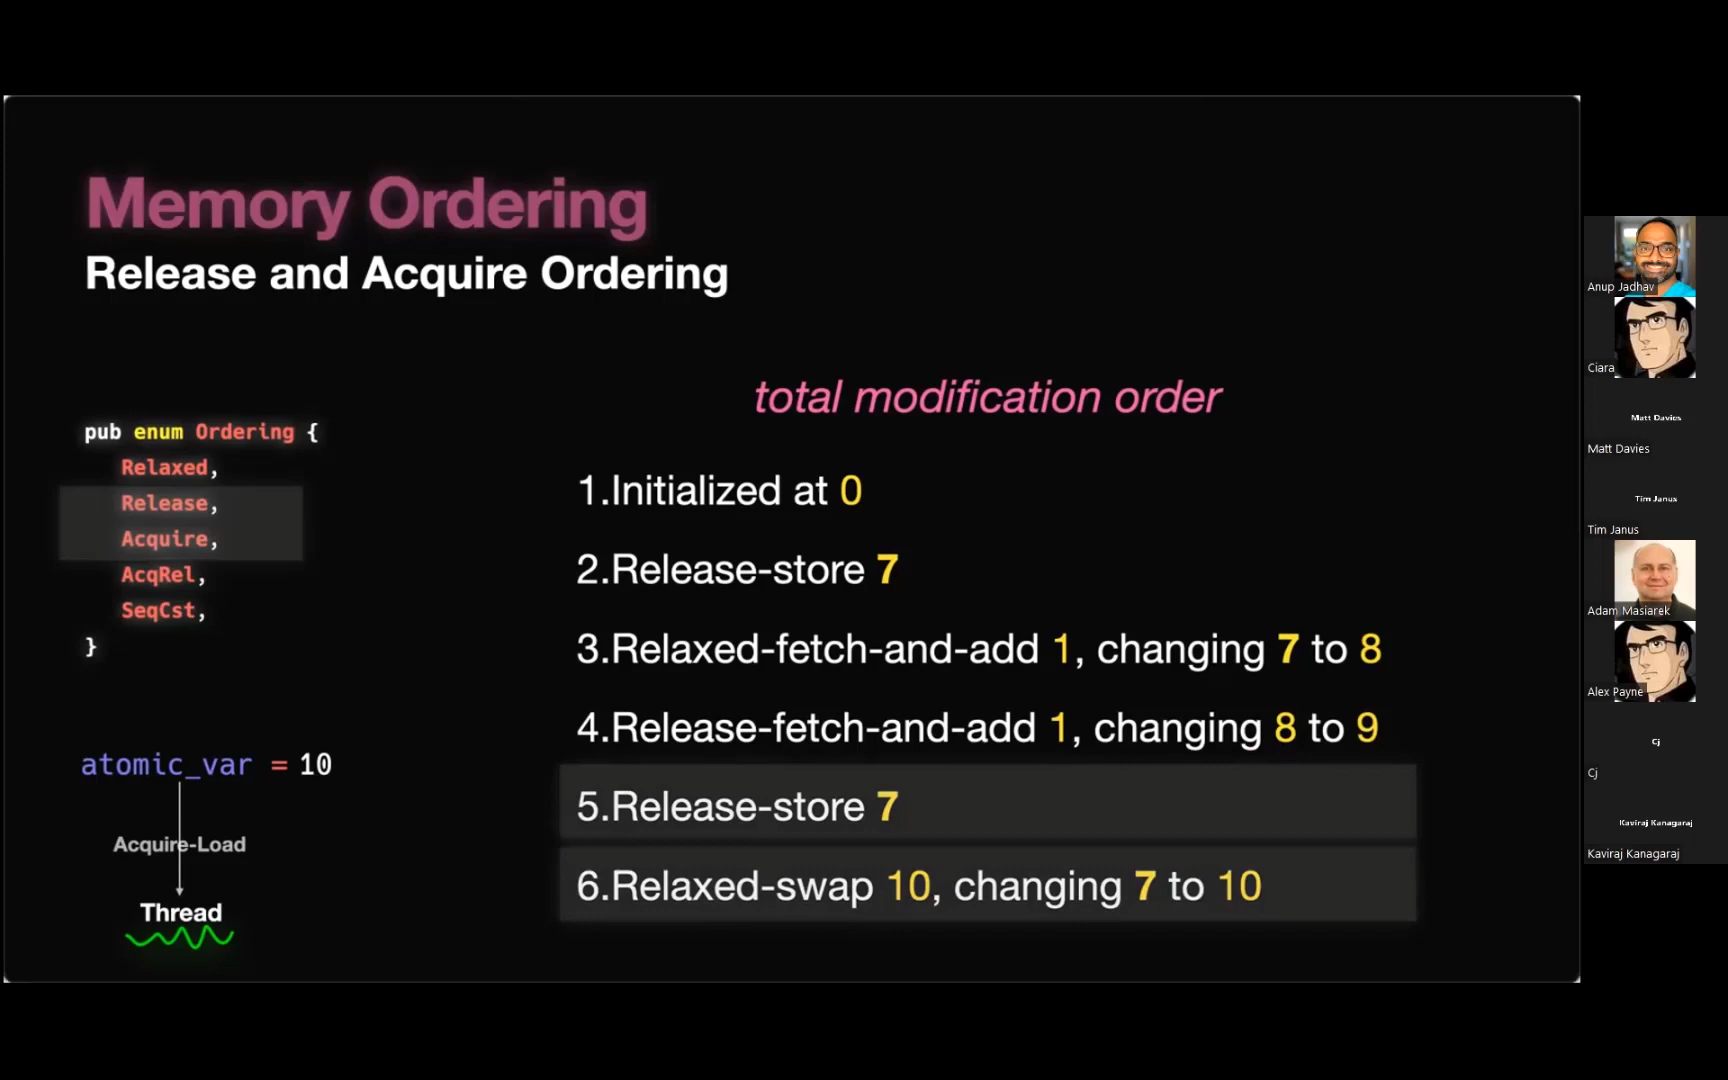 Memory Ordering
Release and Acquire Ordering
pub enum Ordering {
Relaxed,
Release,
Acquire,
AcqRel,
SeqCst,
}
atomic_var = 10
Acquire-Load
Thread
total modification order
1.Initialized at 0
2.Release-store 7
3.Relaxed-fetch-and-add 1, changing 7 to 8
4.Release-fetch-and-add 1, changing 8 to 9
5.Release-store 7
6.Relaxed-swap 10, changing 7 to 10
Anup Jadhav
Ciara
Matt Davies
Matt Davies
Tim Janus
Tim Janus
Adam Masiarek
Alex Payne
Cj
Cj
Kaviraj Kanagaraj
Kaviraj Kanagaraj